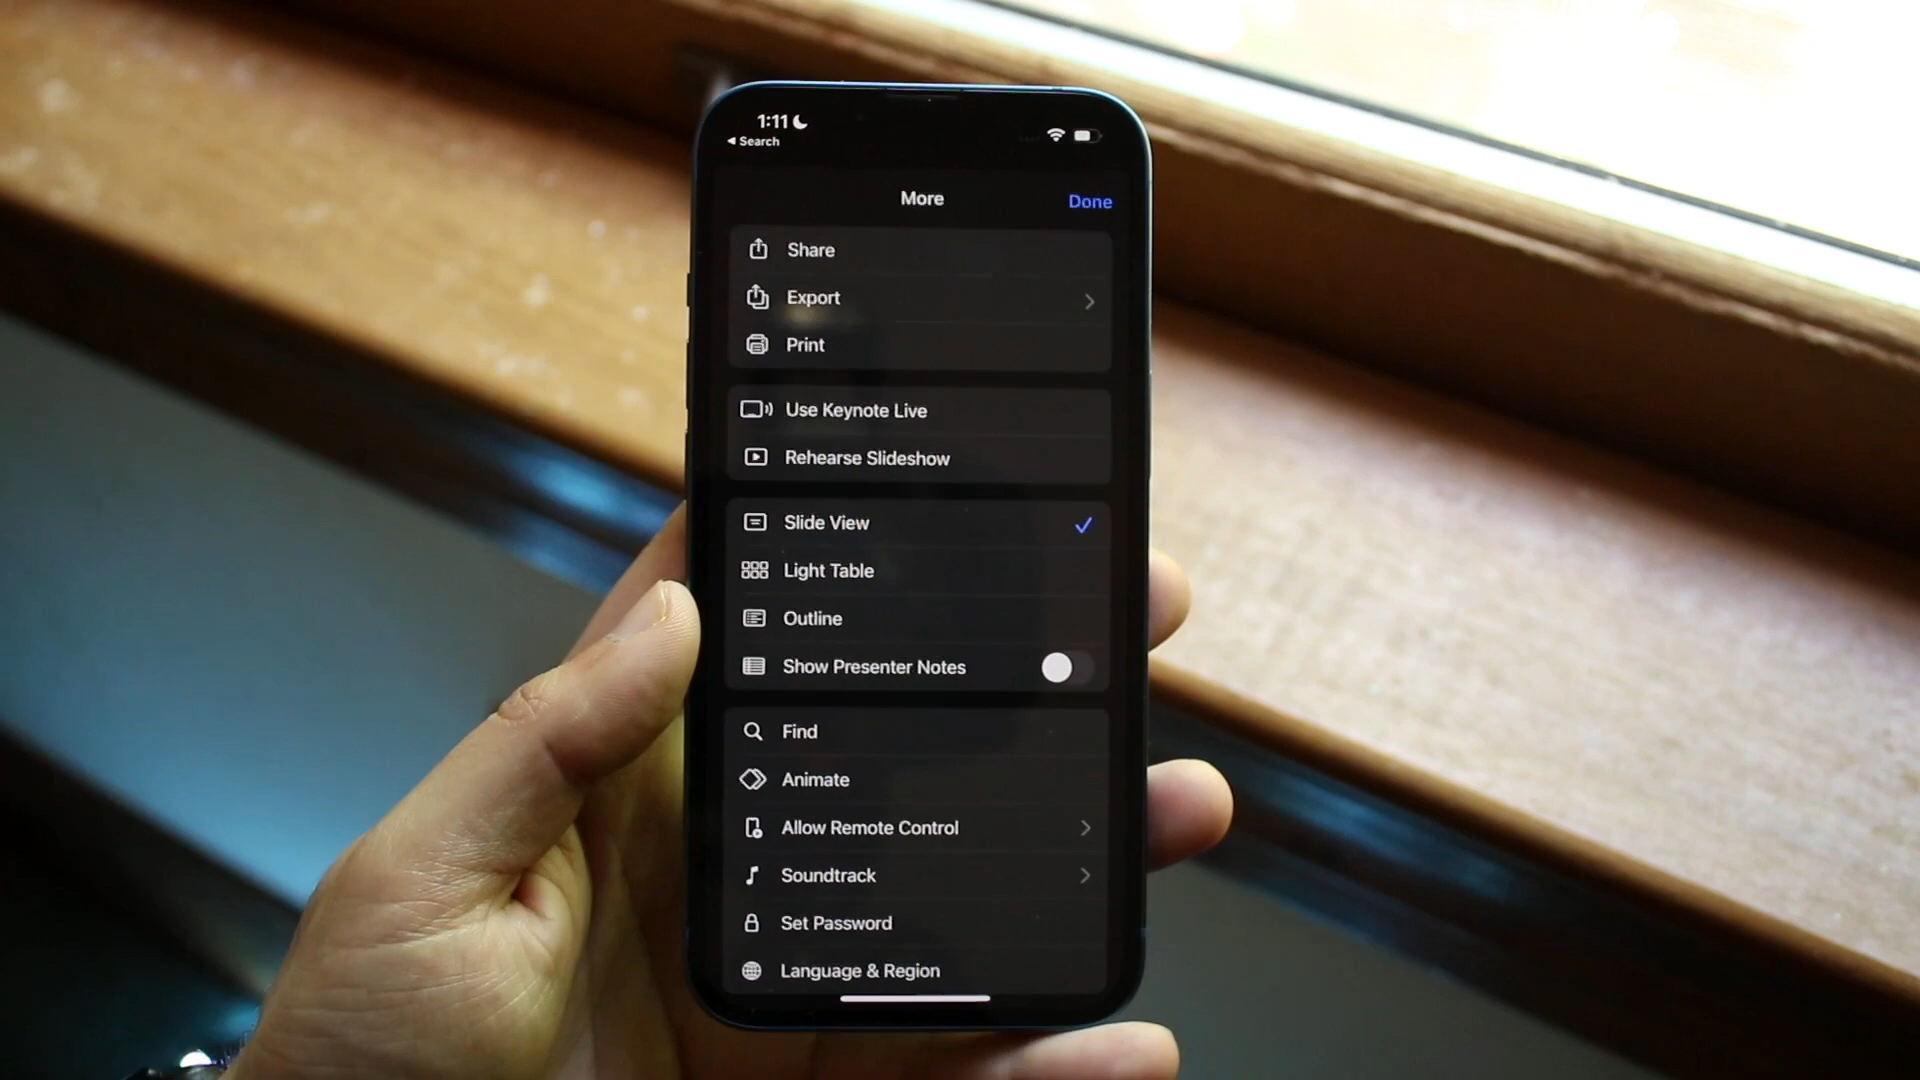 1:11
Search
More
Done
Share
Export
Print
Use Keynote Live
Rehearse Slideshow
Slide View
Light Table
Outline
Show Presenter Notes
Find
Animate
Allow Remote Control
Soundtrack
Set Password
Language & Region